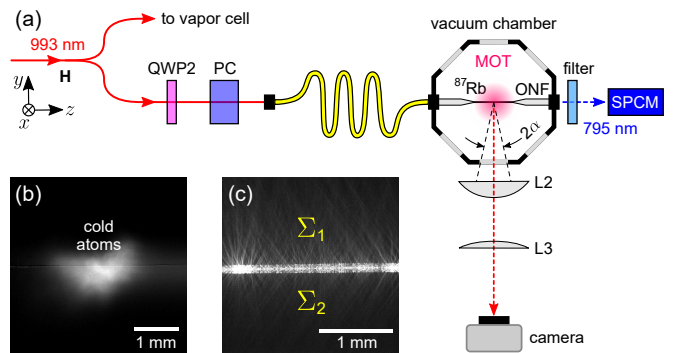 (a)
to vapor cell
993 nm
H
QWP2
PC
y
x
z
vacuum chamber
MOT
⁸⁷Rb
ONF
filter
SPCM
795 nm
2α
L2
L3
camera
(b)
cold
atoms
1 mm
(c)
Σ₁
Σ₂
1 mm